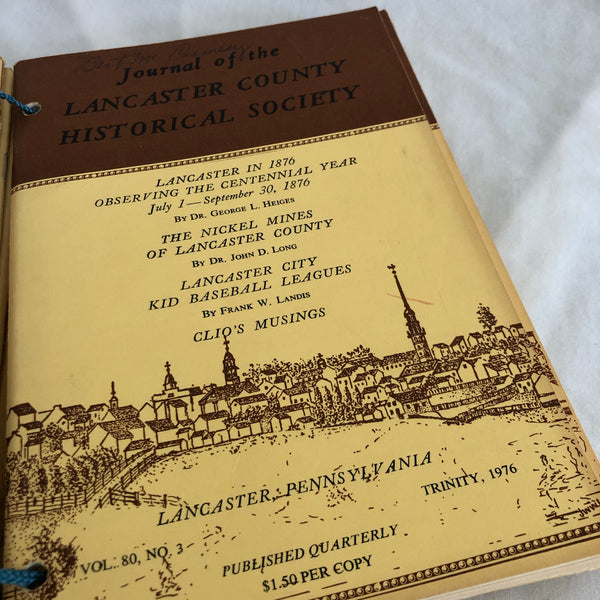 Journal of the
LANCASTER COUNTY
HISTORICAL SOCIETY
LANCASTER IN 1876
OBSERVING THE CENTENNIAL YEAR
July 1—September 30, 1876
BY DR. GEORGE L. HEIGES
THE NICKEL MINES
OF LANCASTER COUNTY
BY DR. JOHN D. LONG
LANCASTER CITY
KID BASEBALL LEAGUES
BY FRANK W. LANDIS
CLIO'S MUSINGS
LANCASTER, PENNSYLVANIA
TRINITY, 1976
VOL. 80, NO. 3
PUBLISHED QUARTERLY
$1.50 PER COPY